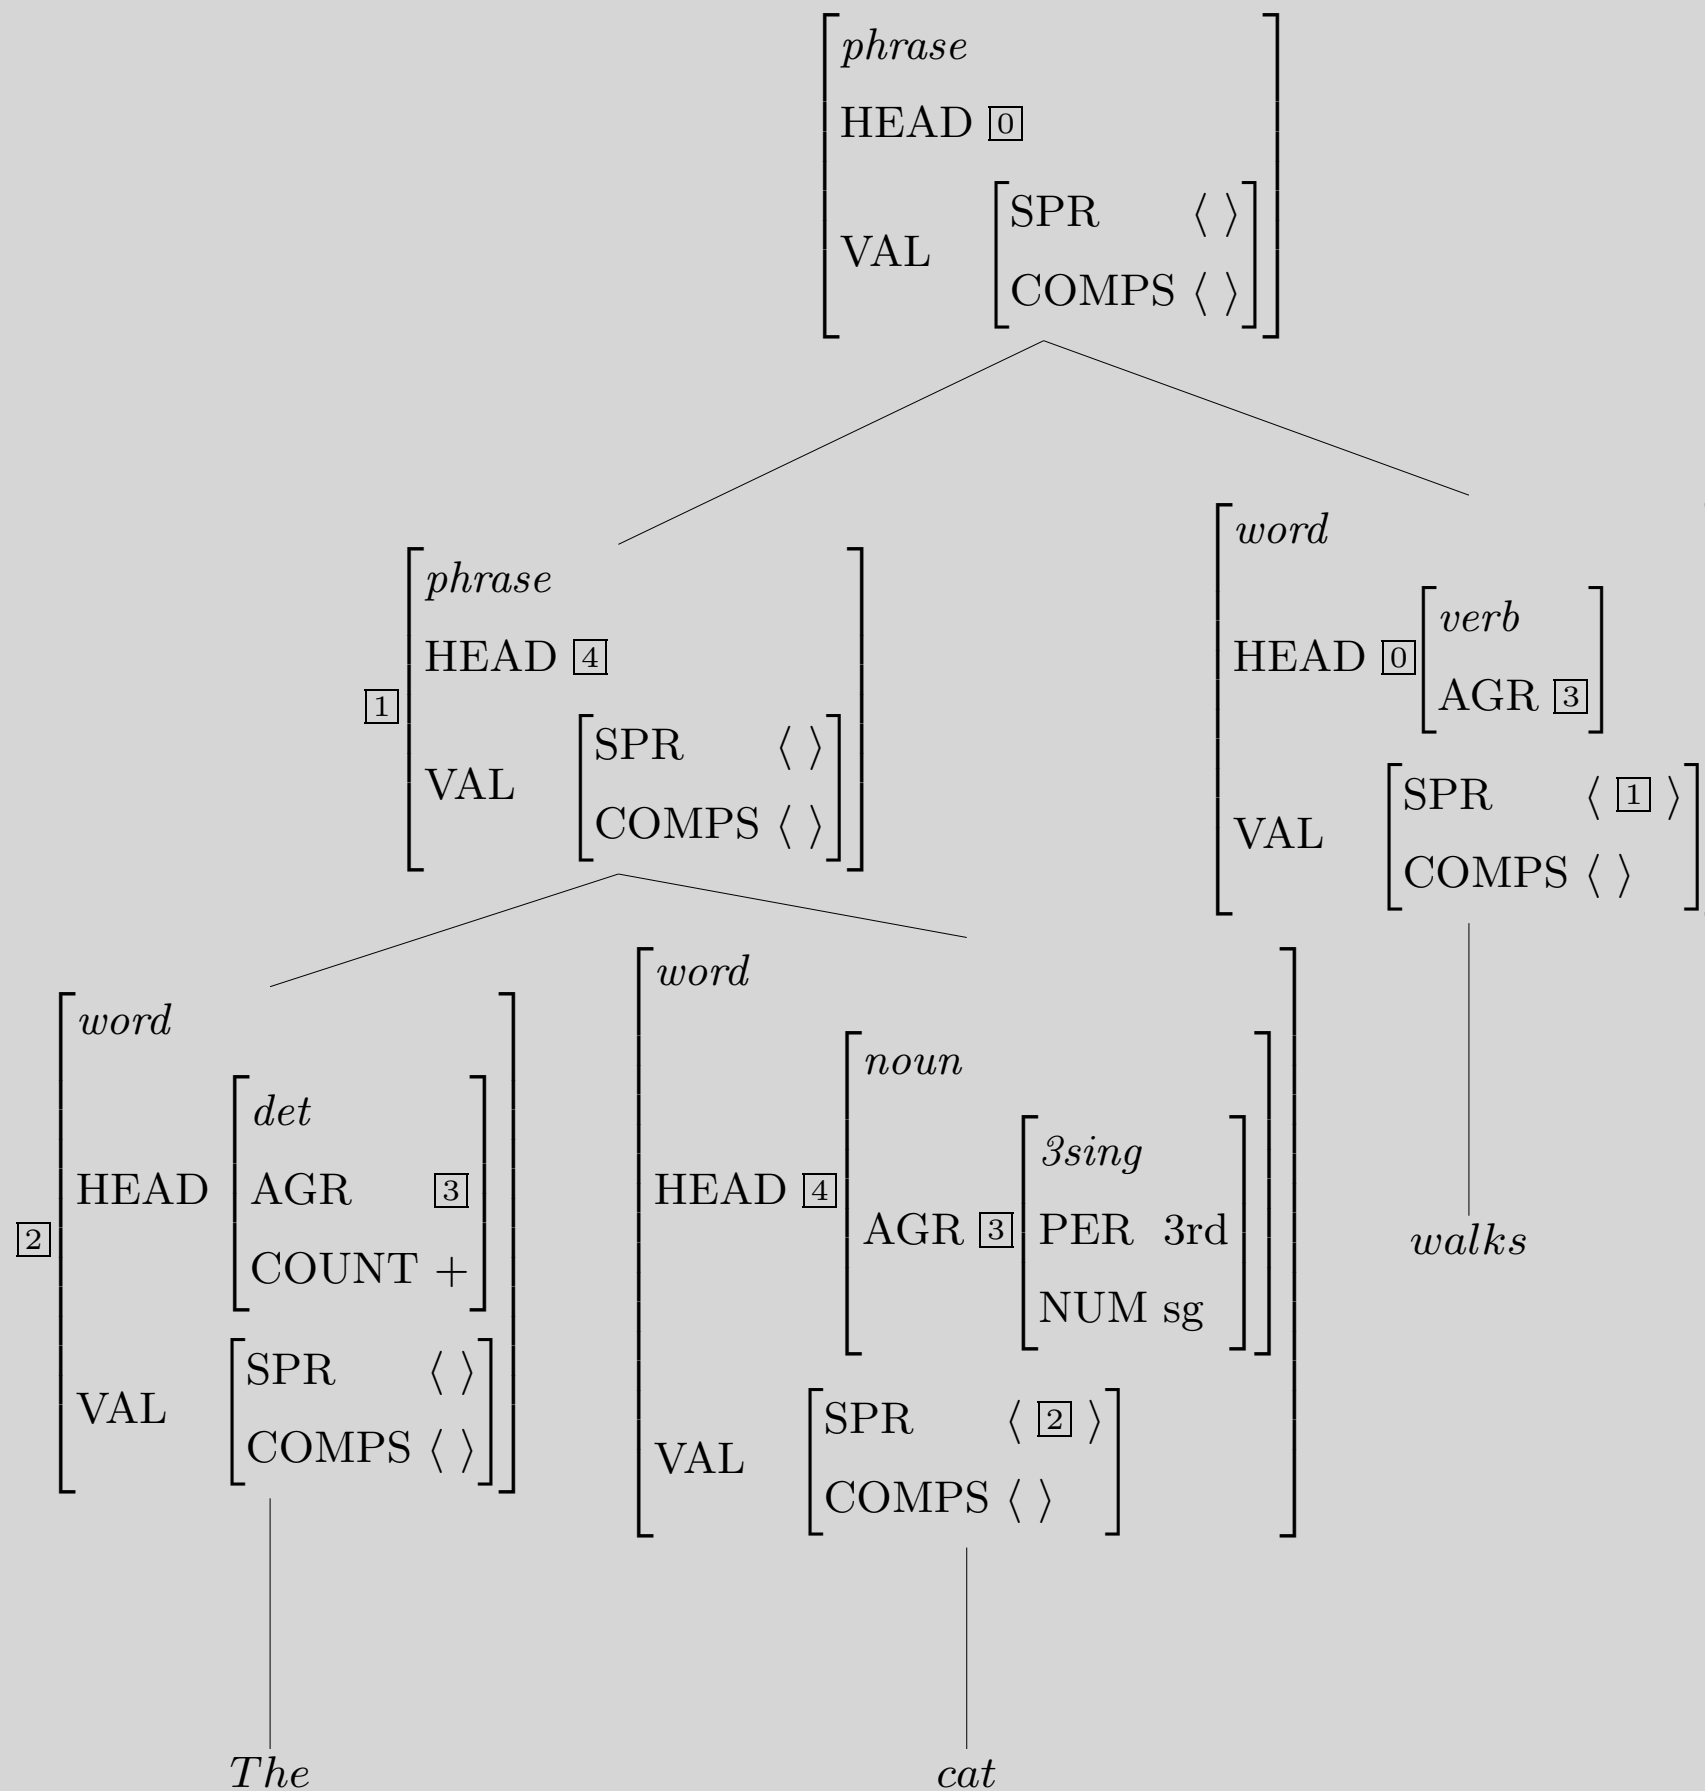 phrase
HEAD 0
SPR ⟨ ⟩
VAL
COMPS ⟨ ⟩
phrase
HEAD 4
1
SPR ⟨ ⟩
VAL
COMPS ⟨ ⟩
word
verb
HEAD 0
AGR 3
SPR ⟨ 1 ⟩
VAL
COMPS ⟨ ⟩
word
det
HEAD AGR 3
2
COUNT +
SPR ⟨ ⟩
VAL
COMPS ⟨ ⟩
word
noun
3sing
HEAD 4 AGR 3 PER 3rd
NUM sg
SPR ⟨ 2 ⟩
VAL
COMPS ⟨ ⟩
walks
The
cat